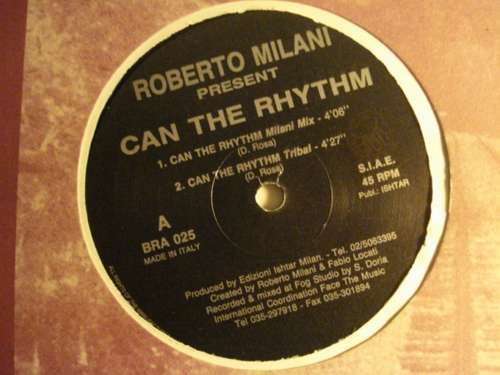 ROBERTO MILANI
PRESENT
CAN THE RHYTHM
1. CAN THE RHYTHM Milani Mix - 4'06"
(D. Rosa)
2. CAN THE RHYTHM Tribal - 4'27"
(D. Rosa)
S.I.A.E.
45 RPM
Publ.: ISHTAR
A
BRA 025
MADE IN ITALY
Produced by Edizioni Ishtar Milan. - Tel. 02/5063395
Created by Roberto Milani & Fabio Locati
Recorded & mixed at Fog Studio by S. Doria
International Coordination Face The Music
Tel 035-297918 - Fax 035-301894